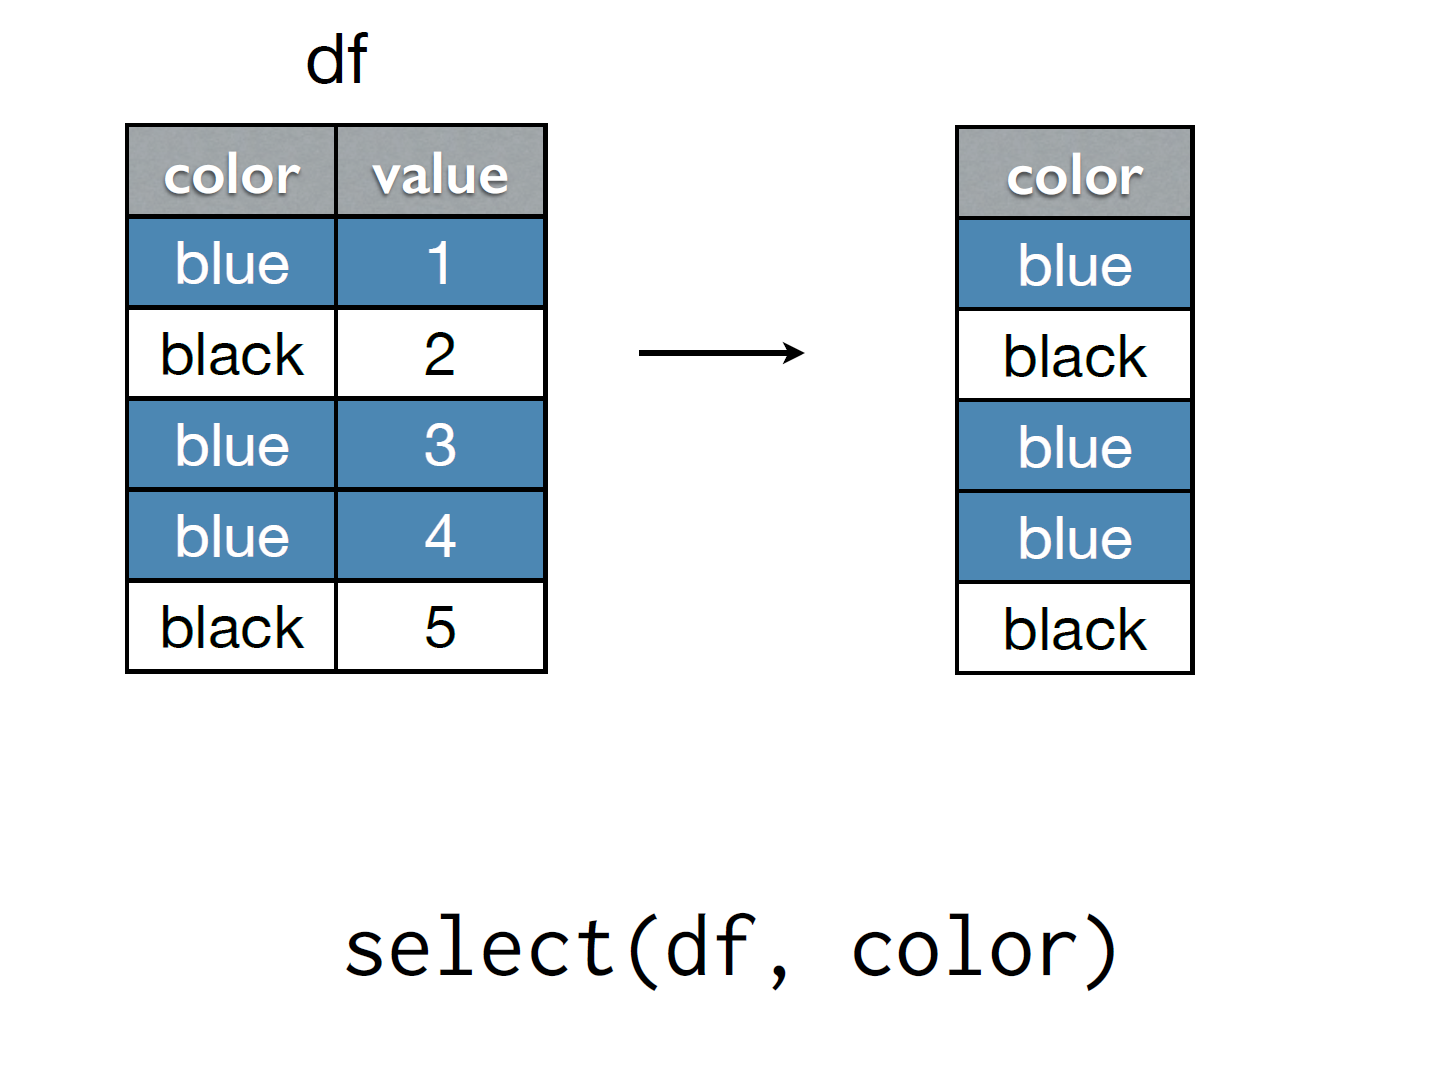 df
color value
blue 1
black 2
blue 3
blue 4
black 5
color
blue
black
blue
blue
black
select(df, color)